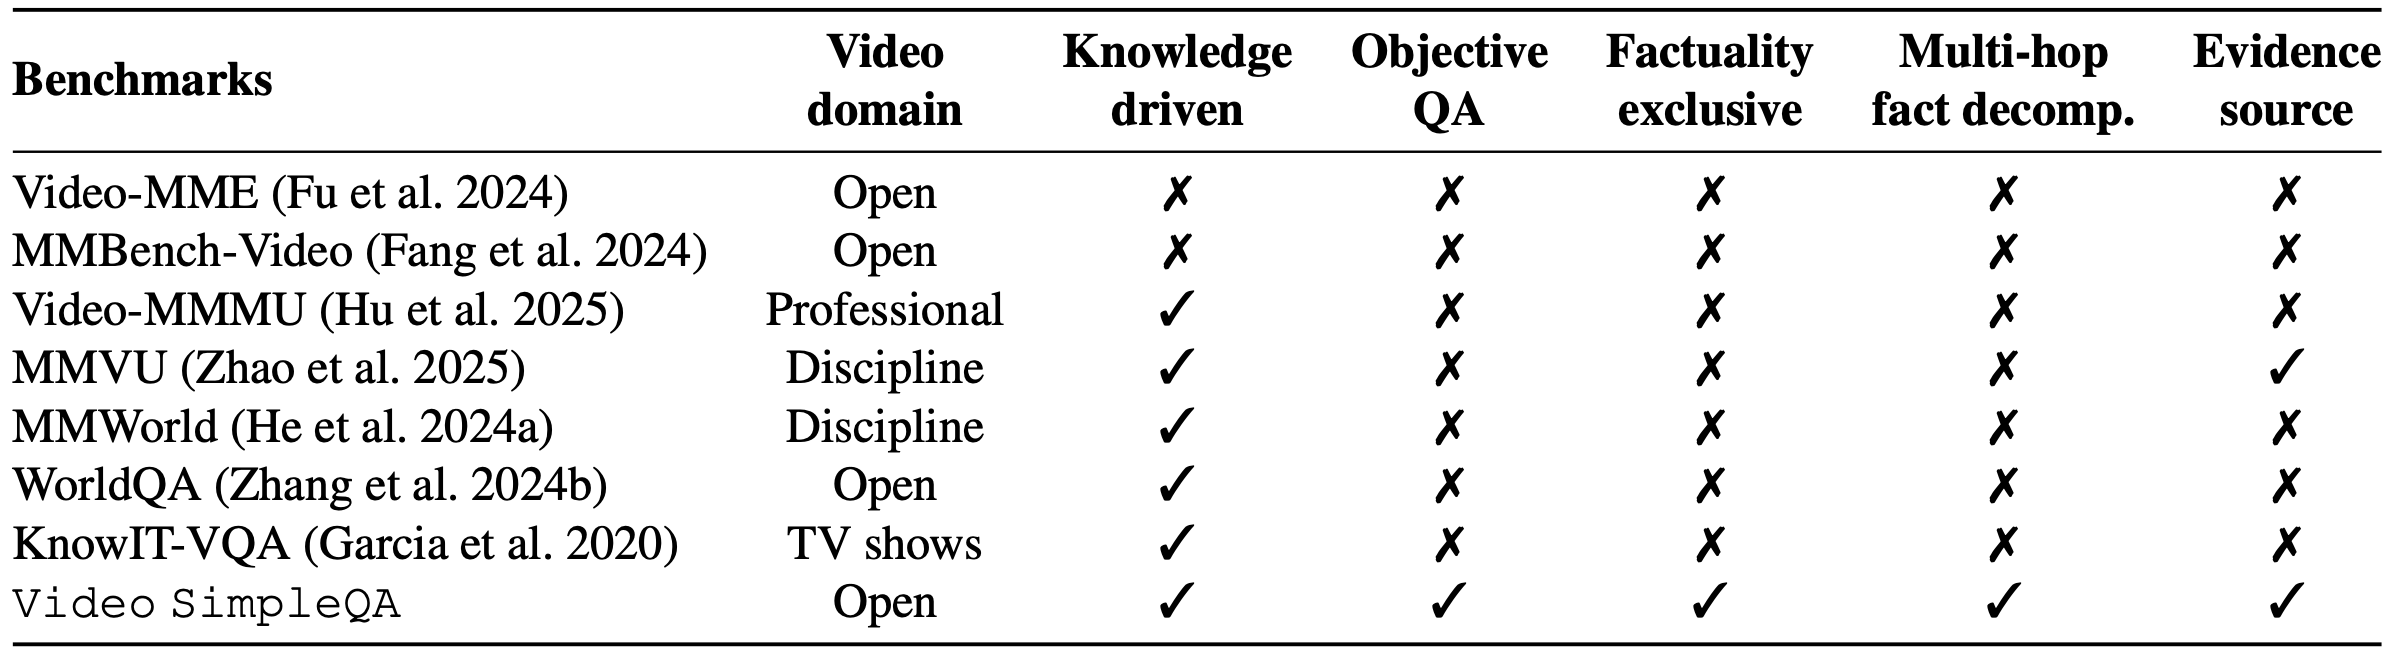 Benchmarks Video domain Knowledge driven Objective QA Factuality exclusive Multi-hop fact decomp. Evidence source
Video-MME (Fu et al. 2024) Open ✗ ✗ ✗ ✗ ✗
MMBench-Video (Fang et al. 2024) Open ✗ ✗ ✗ ✗ ✗
Video-MMMU (Hu et al. 2025) Professional ✓ ✗ ✗ ✗ ✗
MMVU (Zhao et al. 2025) Discipline ✓ ✗ ✗ ✗ ✓
MMWorld (He et al. 2024a) Discipline ✓ ✗ ✗ ✗ ✗
WorldQA (Zhang et al. 2024b) Open ✓ ✗ ✗ ✗ ✗
KnowIT-VQA (Garcia et al. 2020) TV shows ✓ ✗ ✗ ✗ ✗
Video SimpleQA Open ✓ ✓ ✓ ✓ ✓